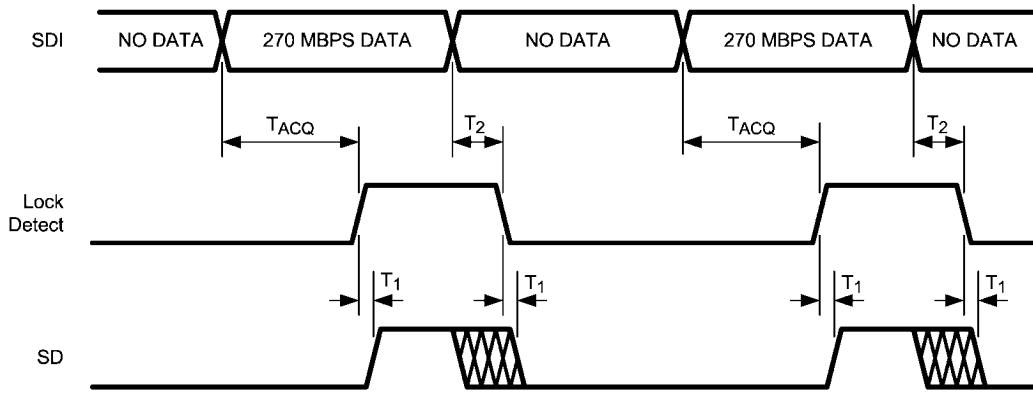 SDI
NO DATA
270 MBPS DATA
NO DATA
270 MBPS DATA
NO DATA
TACQ
T2
TACQ
T2
Lock
Detect
T1
T1
T1
T1
SD